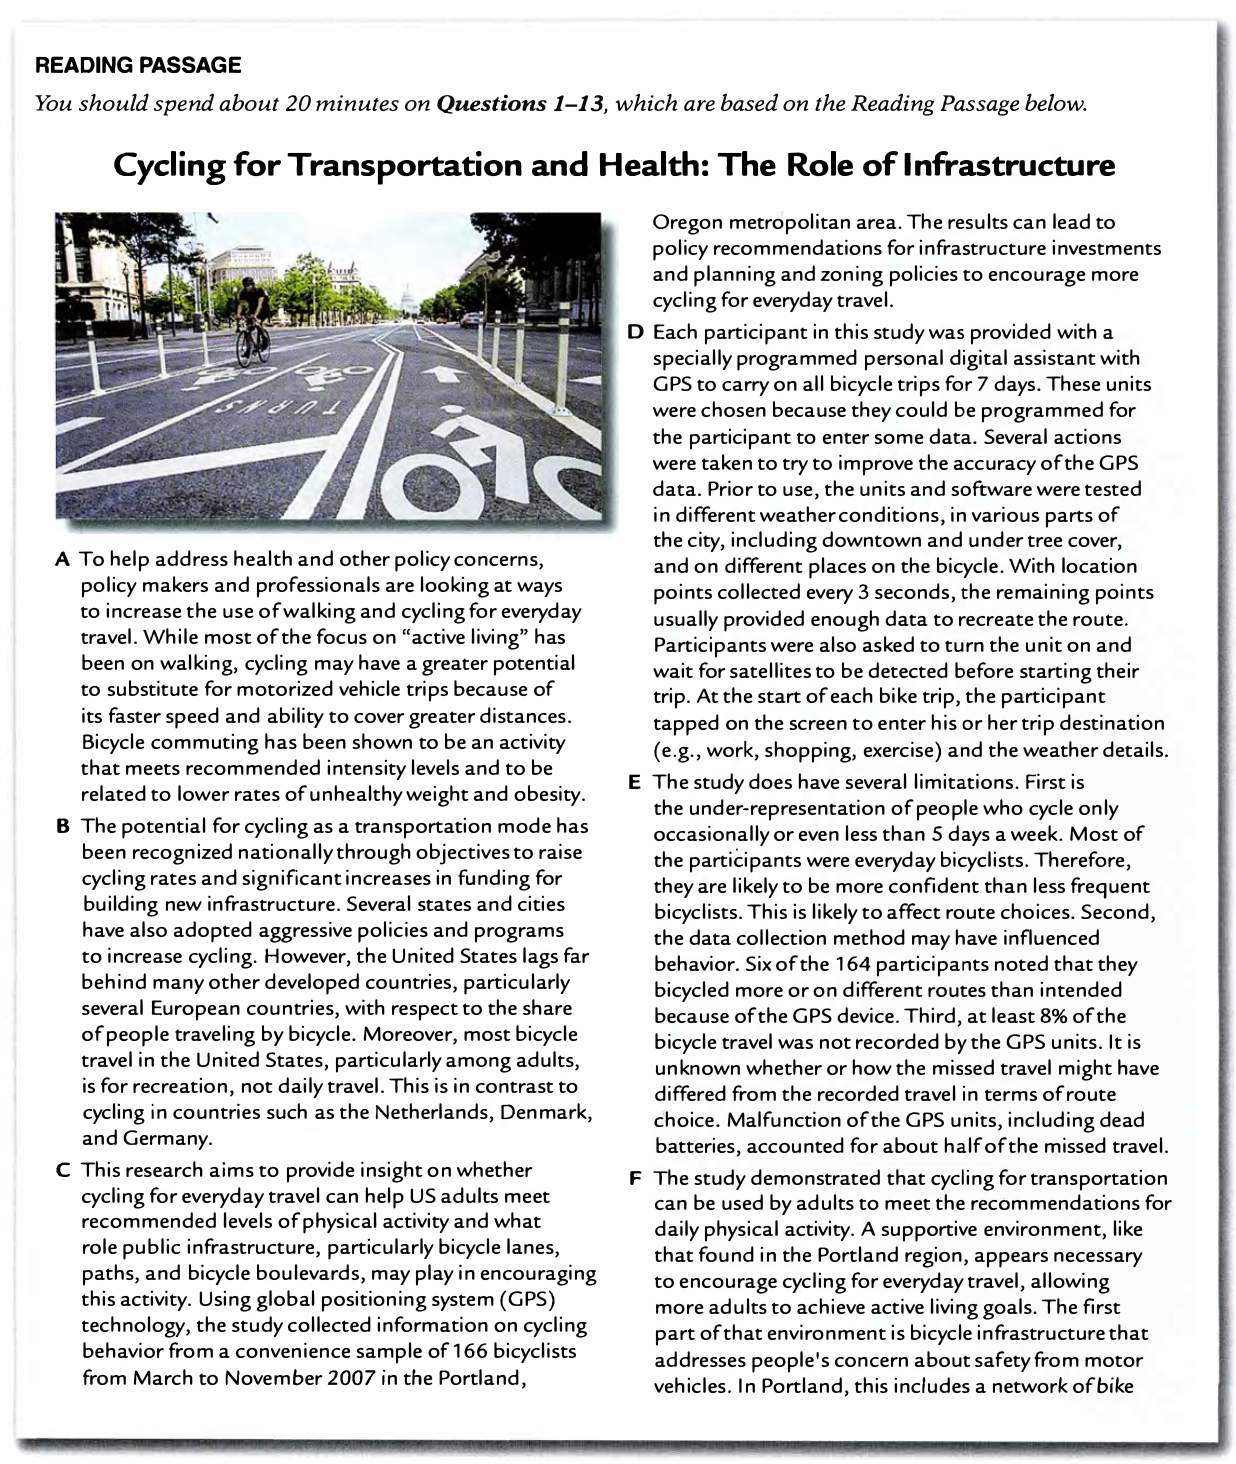 READING PASSAGE
You should spend about 20 minutes on Questions 1–13, which are based on the Reading Passage below.
Cycling for Transportation and Health: The Role of Infrastructure
TURNS
A To help address health and other policy concerns,
policy makers and professionals are looking at ways
to increase the use of walking and cycling for everyday
travel. While most of the focus on “active living” has
been on walking, cycling may have a greater potential
to substitute for motorized vehicle trips because of
its faster speed and ability to cover greater distances.
Bicycle commuting has been shown to be an activity
that meets recommended intensity levels and to be
related to lower rates of unhealthy weight and obesity.
B The potential for cycling as a transportation mode has
been recognized nationally through objectives to raise
cycling rates and significant increases in funding for
building new infrastructure. Several states and cities
have also adopted aggressive policies and programs
to increase cycling. However, the United States lags far
behind many other developed countries, particularly
several European countries, with respect to the share
of people traveling by bicycle. Moreover, most bicycle
travel in the United States, particularly among adults,
is for recreation, not daily travel. This is in contrast to
cycling in countries such as the Netherlands, Denmark,
and Germany.
C This research aims to provide insight on whether
cycling for everyday travel can help US adults meet
recommended levels of physical activity and what
role public infrastructure, particularly bicycle lanes,
paths, and bicycle boulevards, may play in encouraging
this activity. Using global positioning system (GPS)
technology, the study collected information on cycling
behavior from a convenience sample of 166 bicyclists
from March to November 2007 in the Portland,
Oregon metropolitan area. The results can lead to
policy recommendations for infrastructure investments
and planning and zoning policies to encourage more
cycling for everyday travel.
D Each participant in this study was provided with a
specially programmed personal digital assistant with
GPS to carry on all bicycle trips for 7 days. These units
were chosen because they could be programmed for
the participant to enter some data. Several actions
were taken to try to improve the accuracy of the GPS
data. Prior to use, the units and software were tested
in different weather conditions, in various parts of
the city, including downtown and under tree cover,
and on different places on the bicycle. With location
points collected every 3 seconds, the remaining points
usually provided enough data to recreate the route.
Participants were also asked to turn the unit on and
wait for satellites to be detected before starting their
trip. At the start of each bike trip, the participant
tapped on the screen to enter his or her trip destination
(e.g., work, shopping, exercise) and the weather details.
E The study does have several limitations. First is
the under-representation of people who cycle only
occasionally or even less than 5 days a week. Most of
the participants were everyday bicyclists. Therefore,
they are likely to be more confident than less frequent
bicyclists. This is likely to affect route choices. Second,
the data collection method may have influenced
behavior. Six of the 164 participants noted that they
bicycled more or on different routes than intended
because of the GPS device. Third, at least 8% of the
bicycle travel was not recorded by the GPS units. It is
unknown whether or how the missed travel might have
differed from the recorded travel in terms of route
choice. Malfunction of the GPS units, including dead
batteries, accounted for about half of the missed travel.
F The study demonstrated that cycling for transportation
can be used by adults to meet the recommendations for
daily physical activity. A supportive environment, like
that found in the Portland region, appears necessary
to encourage cycling for everyday travel, allowing
more adults to achieve active living goals. The first
part of that environment is bicycle infrastructure that
addresses people's concern about safety from motor
vehicles. In Portland, this includes a network of bike